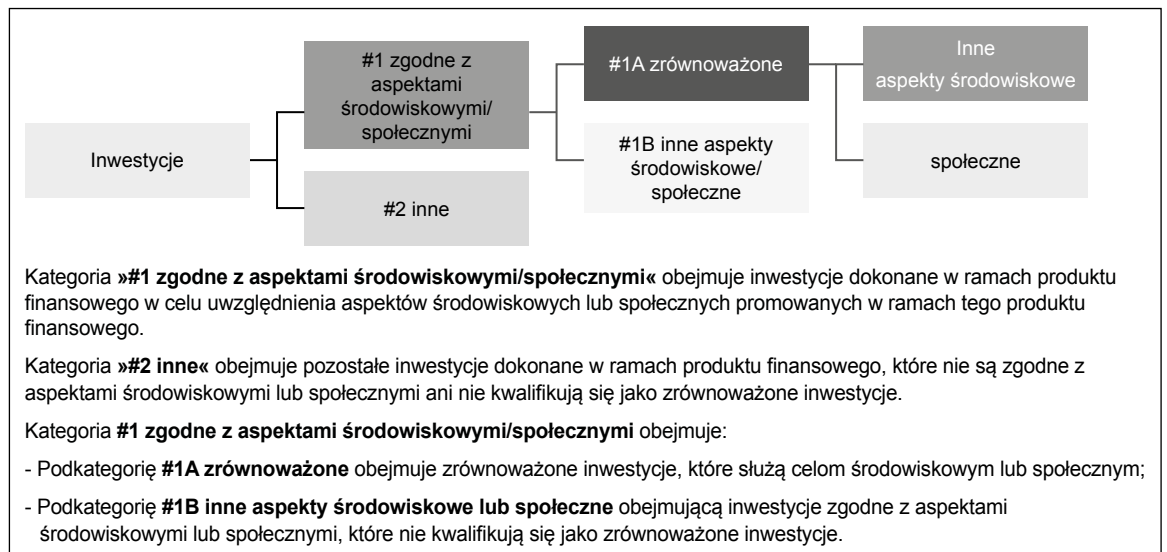 Inwestycje
#1 zgodne z
aspektami
środowiskowymi/
społecznymi
#2 inne
#1A zrównoważone
#1B inne aspekty
środowiskowe/
społeczne
Inne
aspekty środowiskowe
społeczne
Kategoria »#1 zgodne z aspektami środowiskowymi/społecznymi« obejmuje inwestycje dokonane w ramach produktu
finansowego w celu uwzględnienia aspektów środowiskowych lub społecznych promowanych w ramach tego produktu
finansowego.
Kategoria »#2 inne« obejmuje pozostałe inwestycje dokonane w ramach produktu finansowego, które nie są zgodne z
aspektami środowiskowymi lub społecznymi ani nie kwalifikują się jako zrównoważone inwestycje.
Kategoria #1 zgodne z aspektami środowiskowymi/społecznymi obejmuje:
- Podkategorię #1A zrównoważone obejmuje zrównoważone inwestycje, które służą celom środowiskowym lub społecznym;
- Podkategorię #1B inne aspekty środowiskowe lub społeczne obejmującą inwestycje zgodne z aspektami
środowiskowymi lub społecznymi, które nie kwalifikują się jako zrównoważone inwestycje.